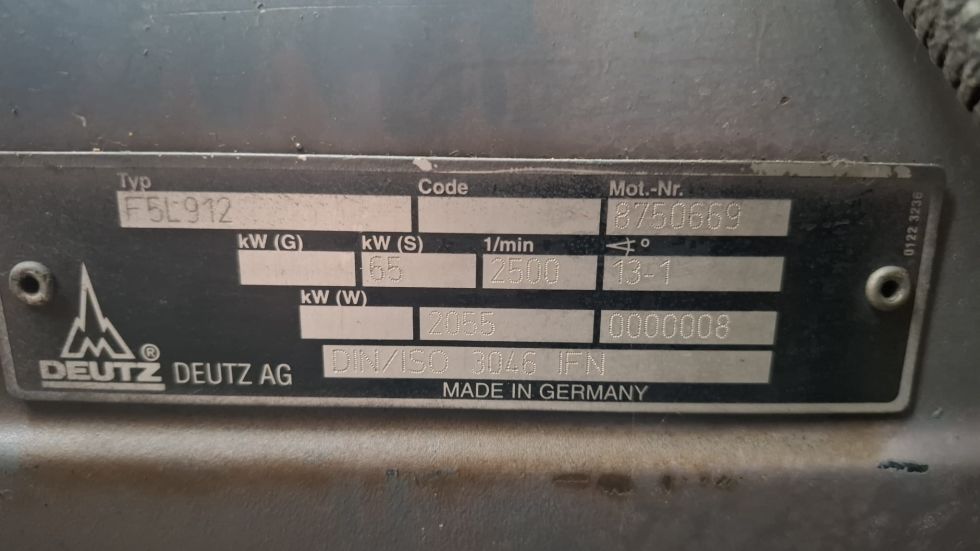 Typ Code Mot.-Nr.
F5L912 8750669
kW (G) kW (S) 1/min °
65 2500 13-1
kW (W)
2055 0000008
DIN/ISO 3046 IFN
DEUTZ ® DEUTZ AG
MADE IN GERMANY
0122 3236